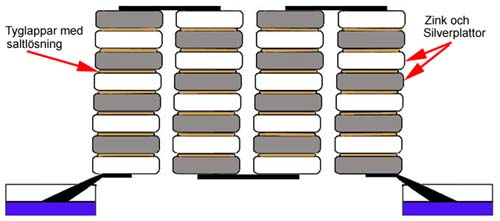 Tyglappar med
saltlösning
Zink och
Silverplattor